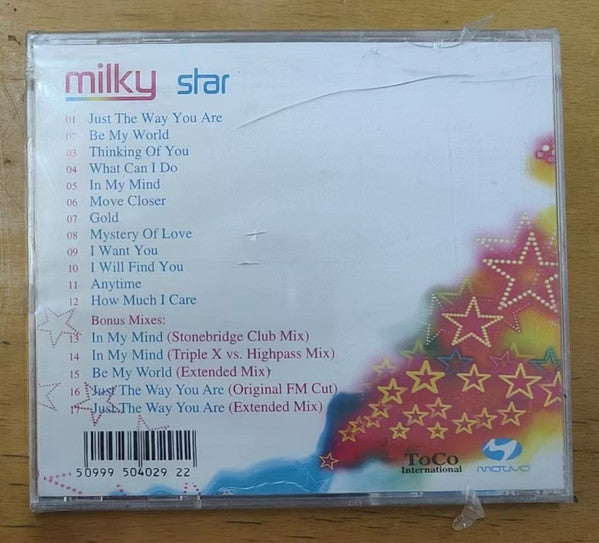 milky star
01 Just The Way You Are
02 Be My World
03 Thinking Of You
04 What Can I Do
05 In My Mind
06 Move Closer
07 Gold
08 Mystery Of Love
09 I Want You
10 I Will Find You
11 Anytime
12 How Much I Care
Bonus Mixes:
13 In My Mind (Stonebridge Club Mix)
14 In My Mind (Triple X vs. Highpass Mix)
15 Be My World (Extended Mix)
16 Just The Way You Are (Original FM Cut)
17 Just The Way You Are (Extended Mix)
50999 504029 22
ToCo
International